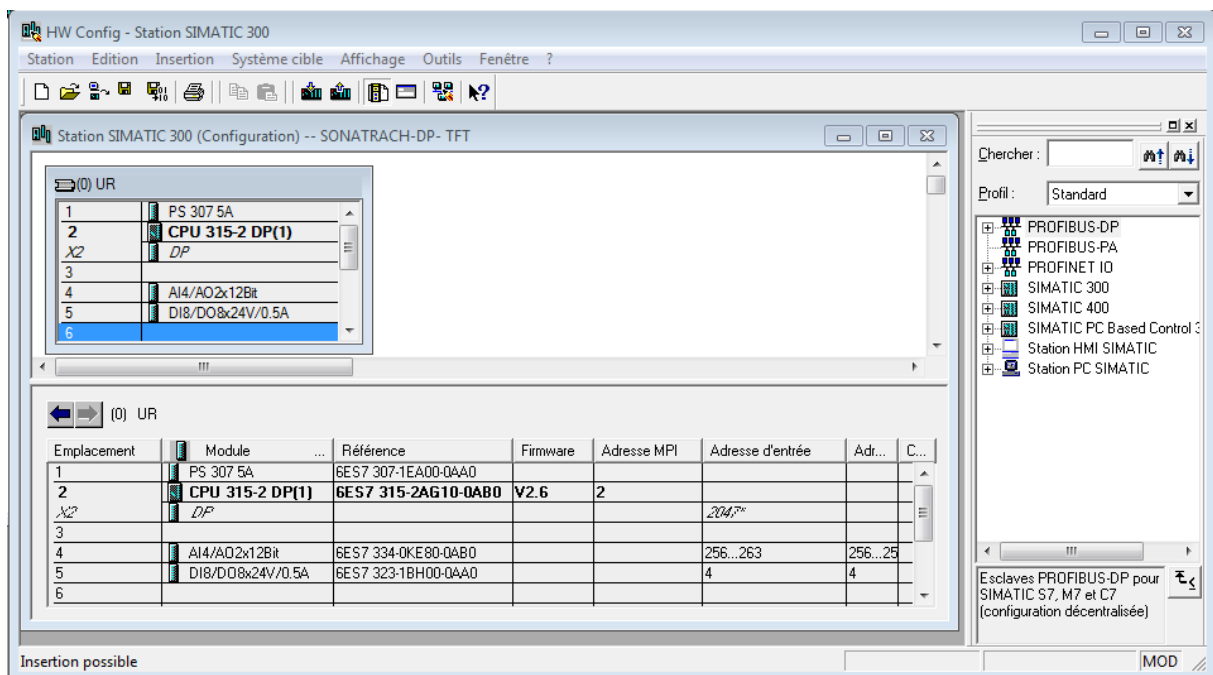 HW Config - Station SIMATIC 300
Station Edition Insertion Système cible Affichage Outils Fenêtre ?
Station SIMATIC 300 (Configuration) -- SONATRACH-DP- TFT
(0) UR
1 PS 307 5A
2 CPU 315-2 DP(1)
X2 DP
3
4 AI4/AO2x12Bit
5 DI8/DO8x24V/0.5A
6
(0) UR
Emplacement Module ... Référence Firmware Adresse MPI Adresse d'entrée Adr... C...
1 PS 307 5A 6ES7 307-1EA00-0AA0
2 CPU 315-2 DP(1) 6ES7 315-2AG10-0AB0 V2.6 2
X2 DP 2047*
3
4 AI4/AO2x12Bit 6ES7 334-0KE80-0AB0 256...263 256...25
5 DI8/DO8x24V/0.5A 6ES7 323-1BH00-0AA0 4 4
6
Chercher :
Profil : Standard
PROFIBUS-DP
PROFIBUS-PA
PROFINET IO
SIMATIC 300
SIMATIC 400
SIMATIC PC Based Control 3
Station HMI SIMATIC
Station PC SIMATIC
Esclaves PROFIBUS-DP pour
SIMATIC S7, M7 et C7
(configuration décentralisée)
Insertion possible
MOD